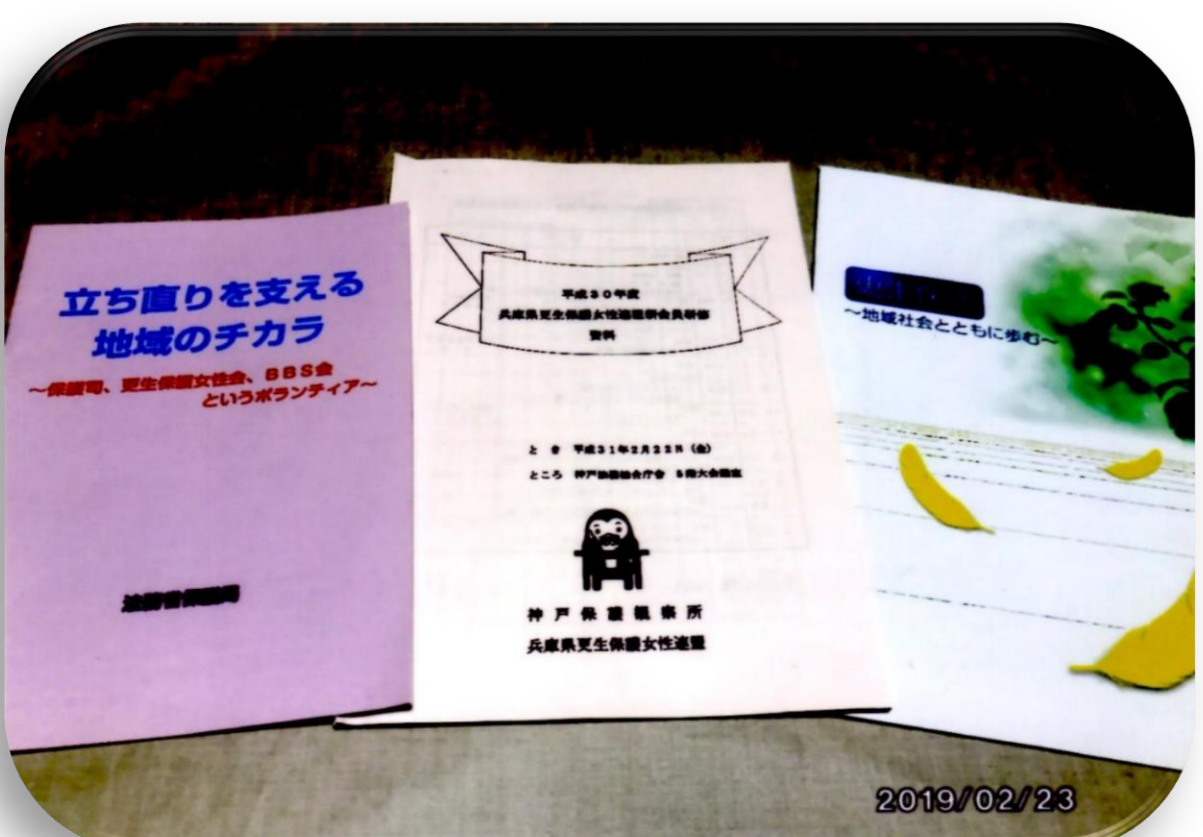 立ち直りを支える
地域のチカラ
~保護司、更生保護女性会、BBS会
というボランティア~
法務省保護局
平成30年度
兵庫県更生保護女性連盟新会員研修
資料
とき 平成31年2月22日(金)
ところ 神戸法務総合庁舎 5階大会議室
神戸保護観察所
兵庫県更生保護女性連盟
~地域社会とともに歩む~
2019/02/23